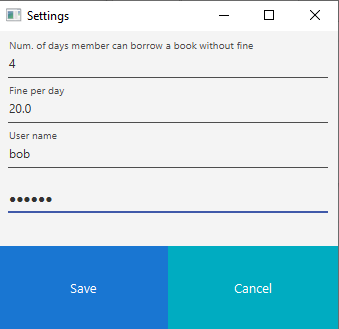 Settings
Num. of days member can borrow a book without fine
4
Fine per day
20.0
User name
bob
••••••
Save
Cancel